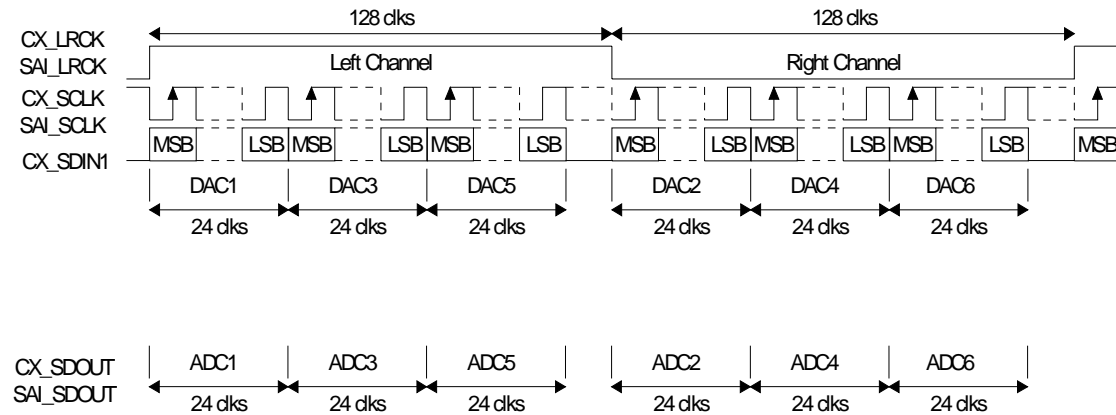 128 clks 128 clks
CX_LRCK
SAI_LRCK Left Channel Right Channel
CX_SCLK
SAI_SCLK
MSB LSB MSB LSB MSB LSB MSB LSB MSB LSB MSB LSB MSB
CX_SDIN1
DAC1 DAC3 DAC5 DAC2 DAC4 DAC6
24 clks 24 clks 24 clks 24 clks 24 clks 24 clks
CX_SDOUT ADC1 ADC3 ADC5 ADC2 ADC4 ADC6
SAI_SDOUT
24 clks 24 clks 24 clks 24 clks 24 clks 24 clks